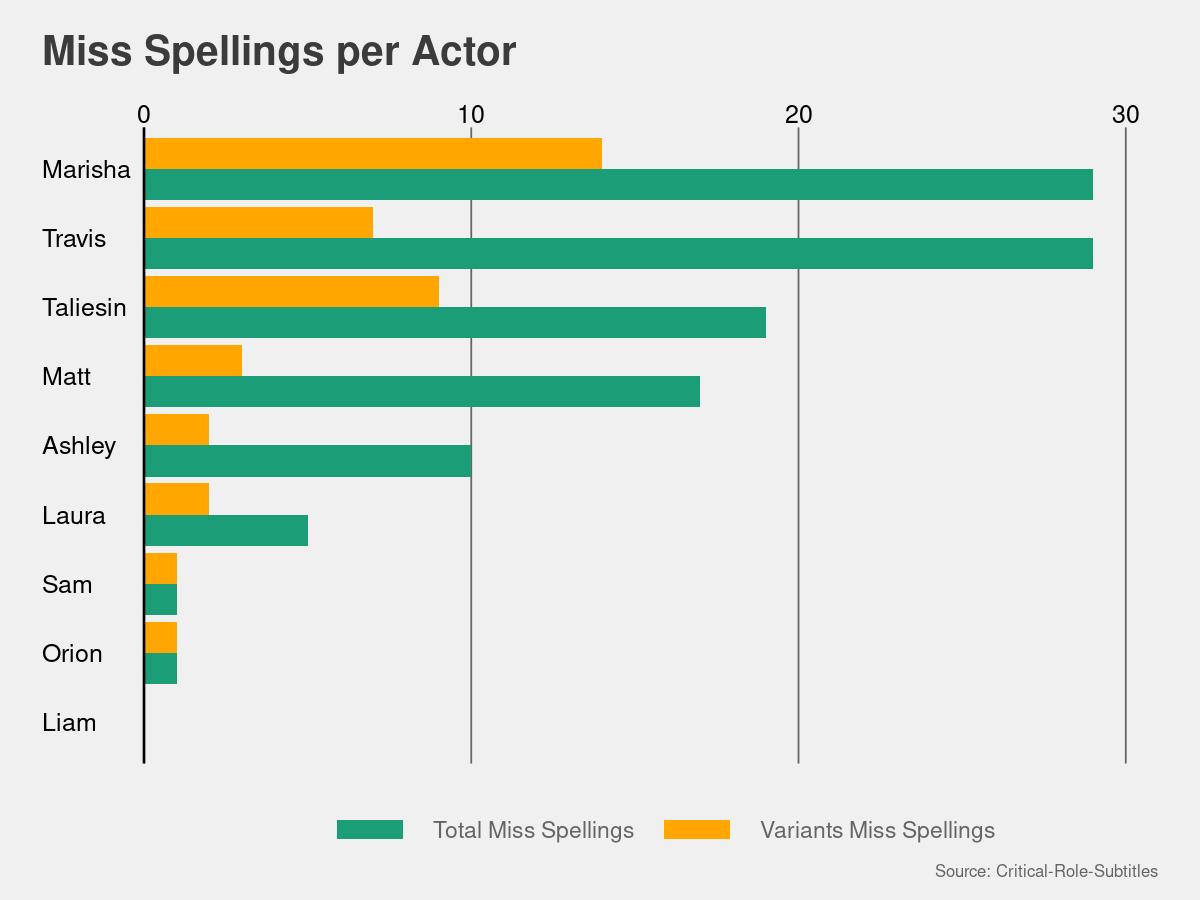 Miss Spellings per Actor
0 10 20 30
Marisha
Travis
Taliesin
Matt
Ashley
Laura
Sam
Orion
Liam
Total Miss Spellings Variants Miss Spellings
Source: Critical-Role-Subtitles